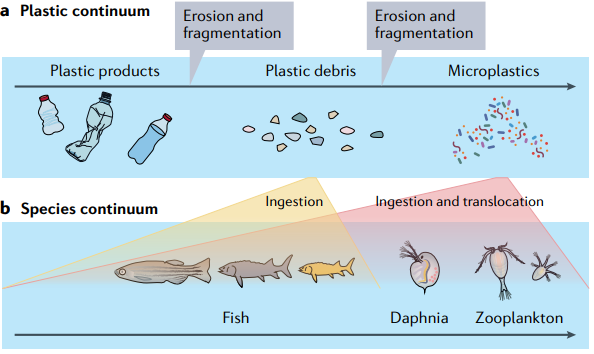 a Plastic continuum
Erosion and
fragmentation
Erosion and
fragmentation
Plastic products
Plastic debris
Microplastics
b Species continuum
Ingestion
Ingestion and translocation
Fish
Daphnia
Zooplankton